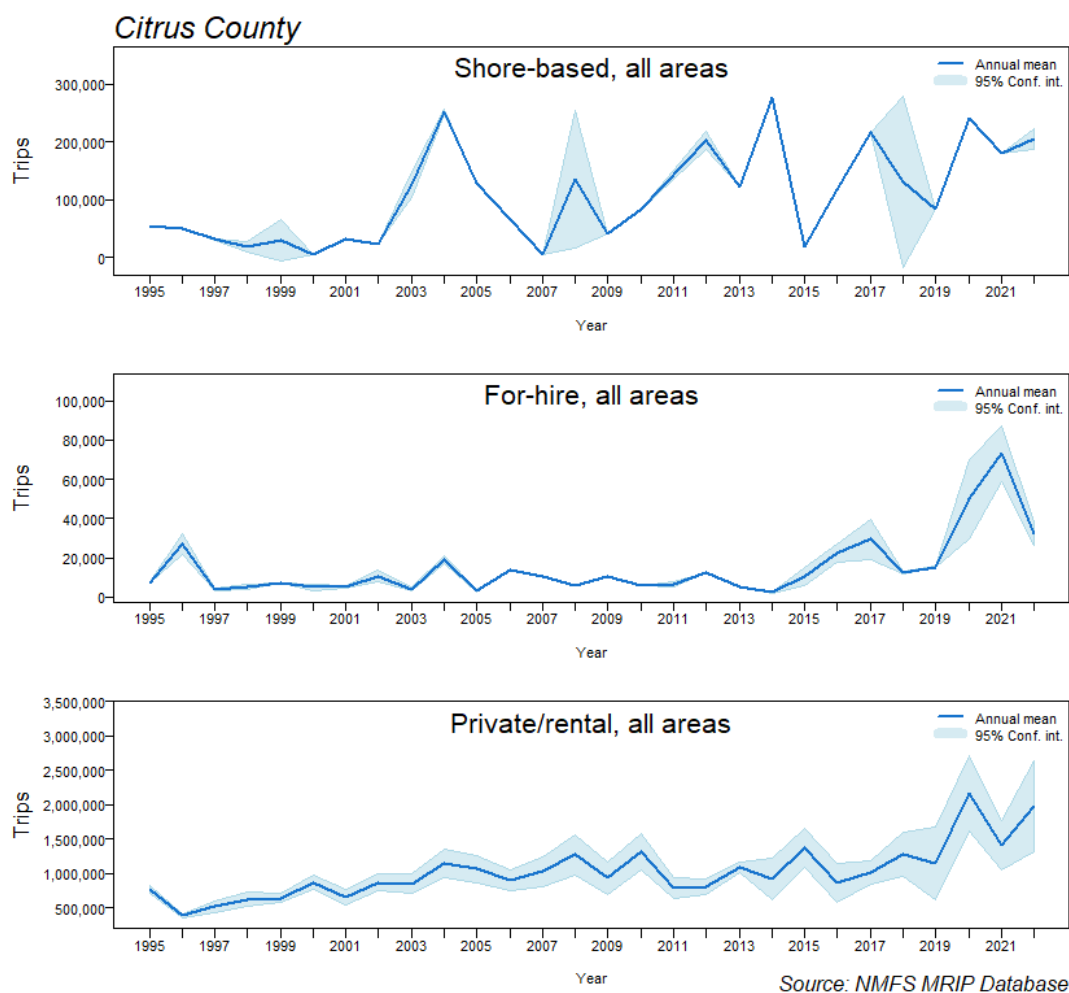 Citrus County
Shore-based, all areas
Annual mean
95% Conf. int.
Trips
300,000
200,000
100,000
0
1995 1997 1999 2001 2003 2005 2007 2009 2011 2013 2015 2017 2019 2021
Year
For-hire, all areas
Annual mean
95% Conf. int.
Trips
100,000
80,000
60,000
40,000
20,000
0
1995 1997 1999 2001 2003 2005 2007 2009 2011 2013 2015 2017 2019 2021
Year
Private/rental, all areas
Annual mean
95% Conf. int.
Trips
3,500,000
3,000,000
2,500,000
2,000,000
1,500,000
1,000,000
500,000
1995 1997 1999 2001 2003 2005 2007 2009 2011 2013 2015 2017 2019 2021
Year
Source: NMFS MRIP Database